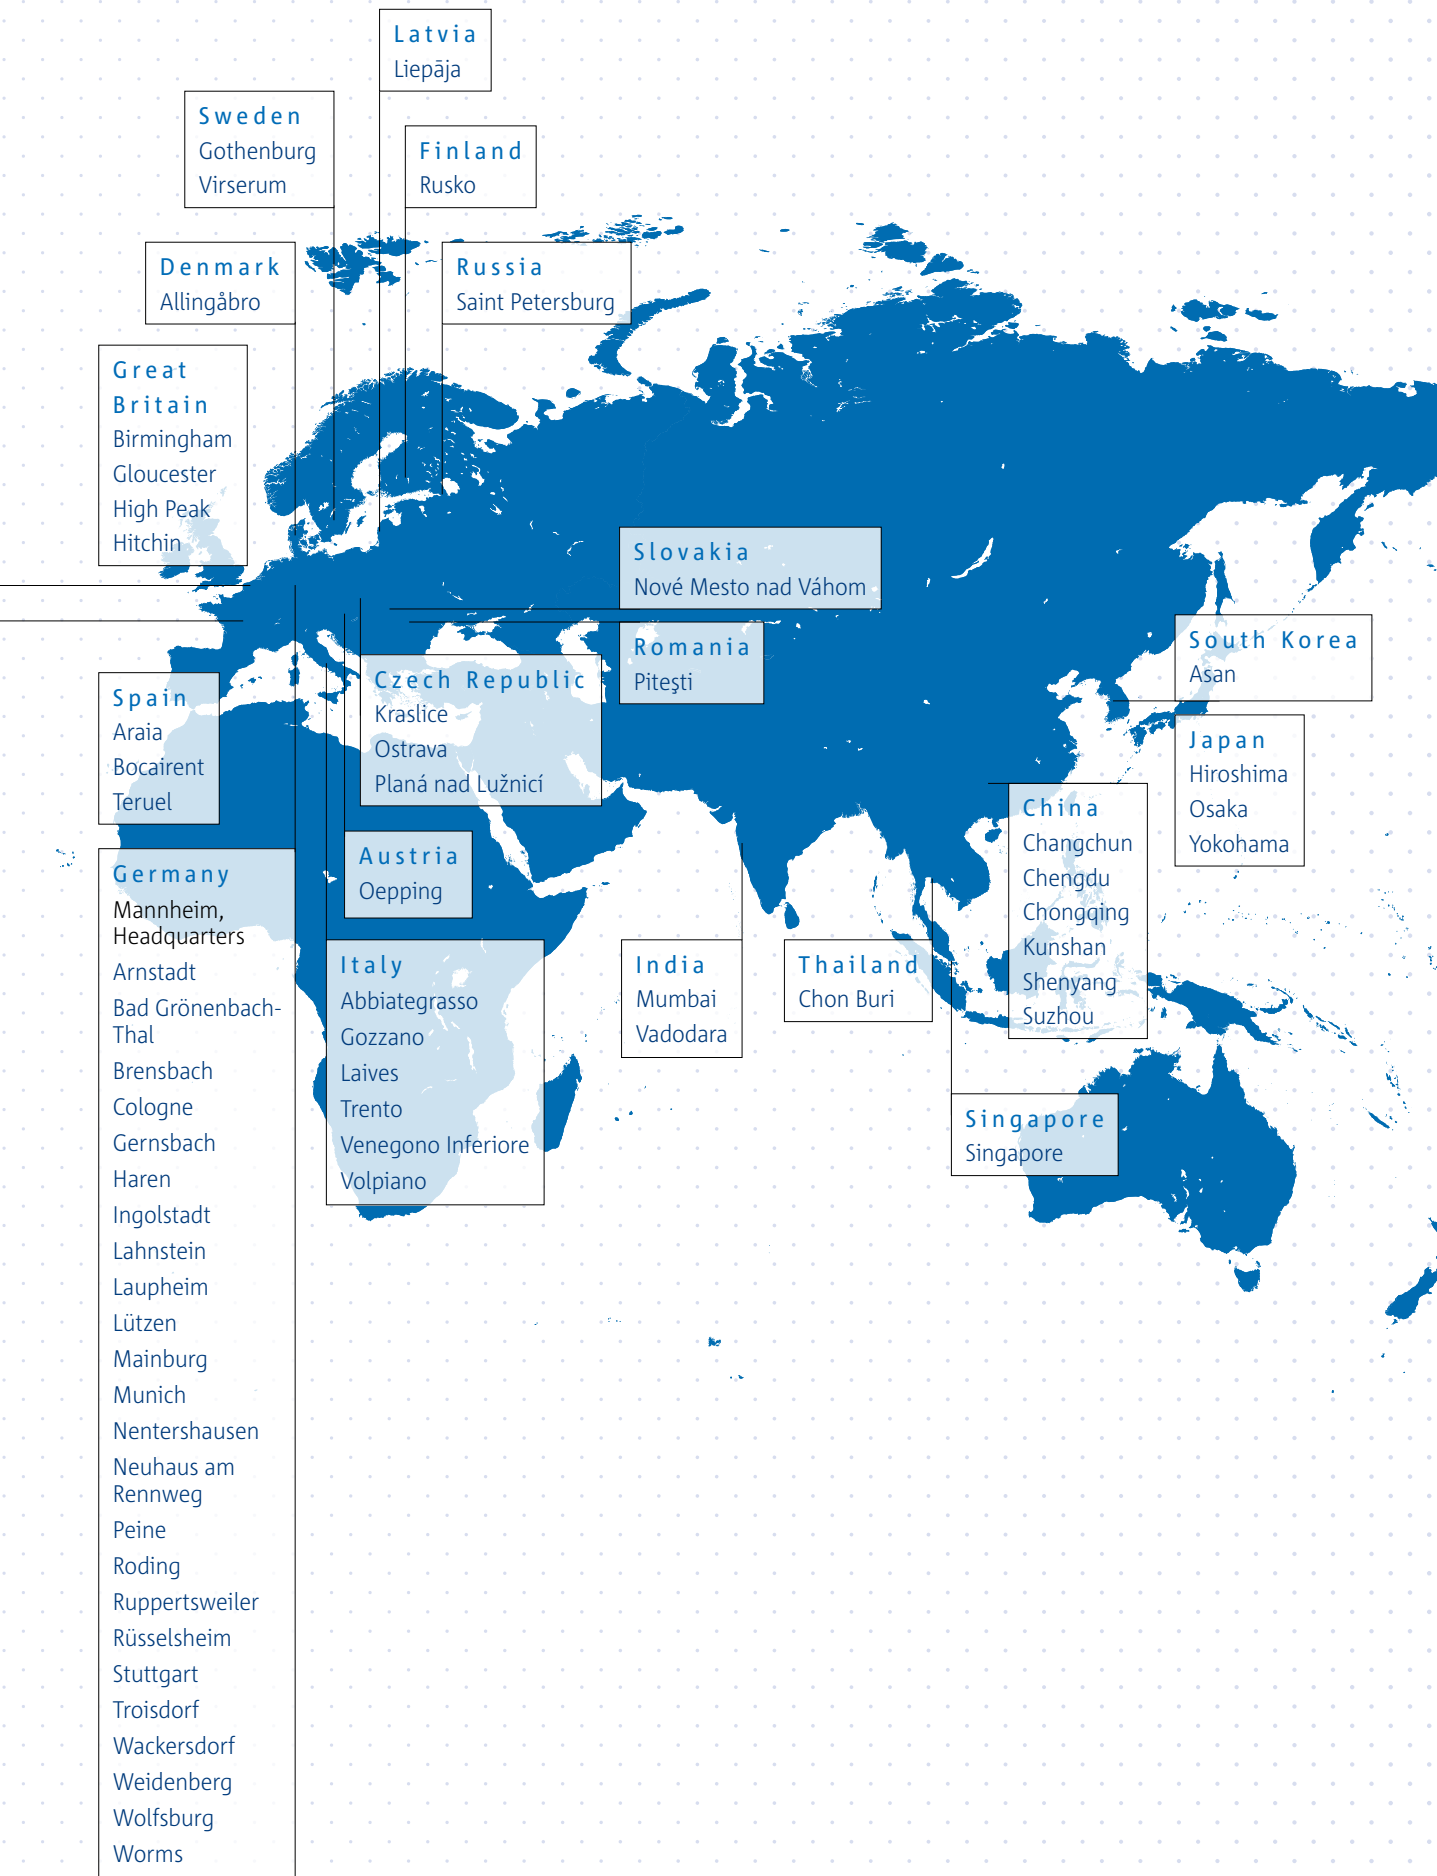 Latvia
Liepāja
Sweden
Gothenburg
Virserum
Finland
Rusko
Denmark
Allingåbro
Russia
Saint Petersburg
Great
Britain
Birmingham
Gloucester
High Peak
Hitchin
Slovakia
Nové Mesto nad Váhom
Romania
Piteşti
South Korea
Asan
Spain
Araia
Bocairent
Teruel
Czech Republic
Kraslice
Ostrava
Planá nad Lužnicí
Japan
Hiroshima
Osaka
Yokohama
China
Changchun
Chengdu
Chongqing
Kunshan
Shenyang
Suzhou
Austria
Oepping
Germany
Mannheim,
Headquarters
Arnstadt
Bad Grönenbach-
Thal
Brensbach
Cologne
Gernsbach
Haren
Ingolstadt
Lahnstein
Laupheim
Lützen
Mainburg
Munich
Nentershausen
Neuhaus am
Rennweg
Peine
Roding
Ruppertsweiler
Rüsselsheim
Stuttgart
Troisdorf
Wackersdorf
Weidenberg
Wolfsburg
Worms
Italy
Abbiategrasso
Gozzano
Laives
Trento
Venegono Inferiore
Volpiano
India
Mumbai
Vadodara
Thailand
Chon Buri
Singapore
Singapore